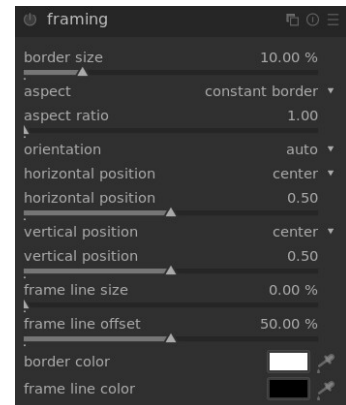 framing
border size 10.00 %
aspect constant border
aspect ratio 1.00
orientation auto
horizontal position center
horizontal position 0.50
vertical position center
vertical position 0.50
frame line size 0.00 %
frame line offset 50.00 %
border color
frame line color